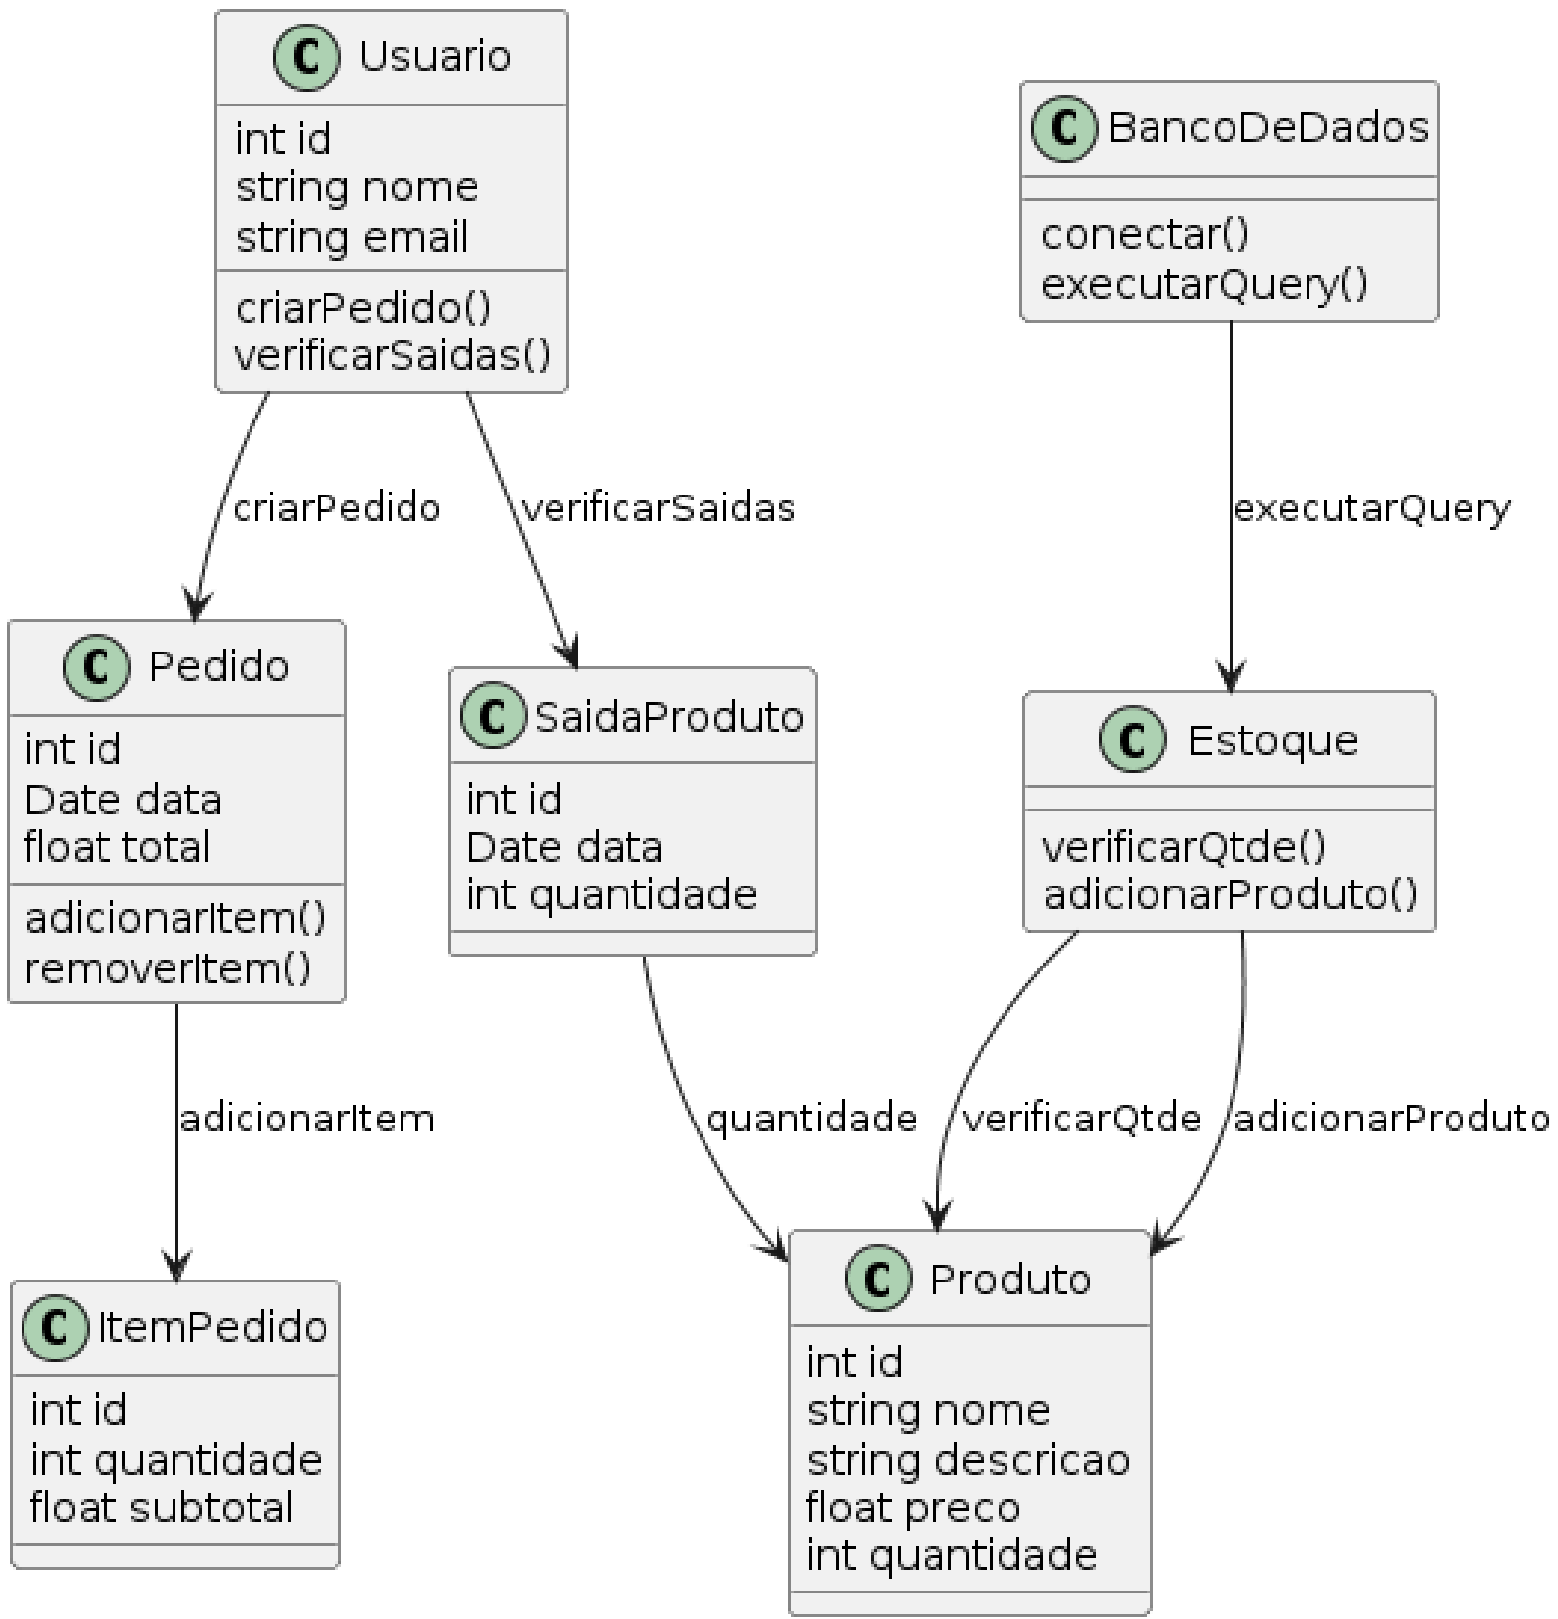 C Usuario
int id
string nome
string email
criarPedido()
verificarSaidas()
C BancoDeDados
conectar()
executarQuery()
criarPedido
verificarSaidas
executarQuery
C Pedido
int id
Date data
float total
adicionarItem()
removerItem()
C SaidaProduto
int id
Date data
int quantidade
C Estoque
verificarQtde()
adicionarProduto()
adicionarItem
quantidade
verificarQtde
adicionarProduto
C ItemPedido
int id
int quantidade
float subtotal
C Produto
int id
string nome
string descricao
float preco
int quantidade